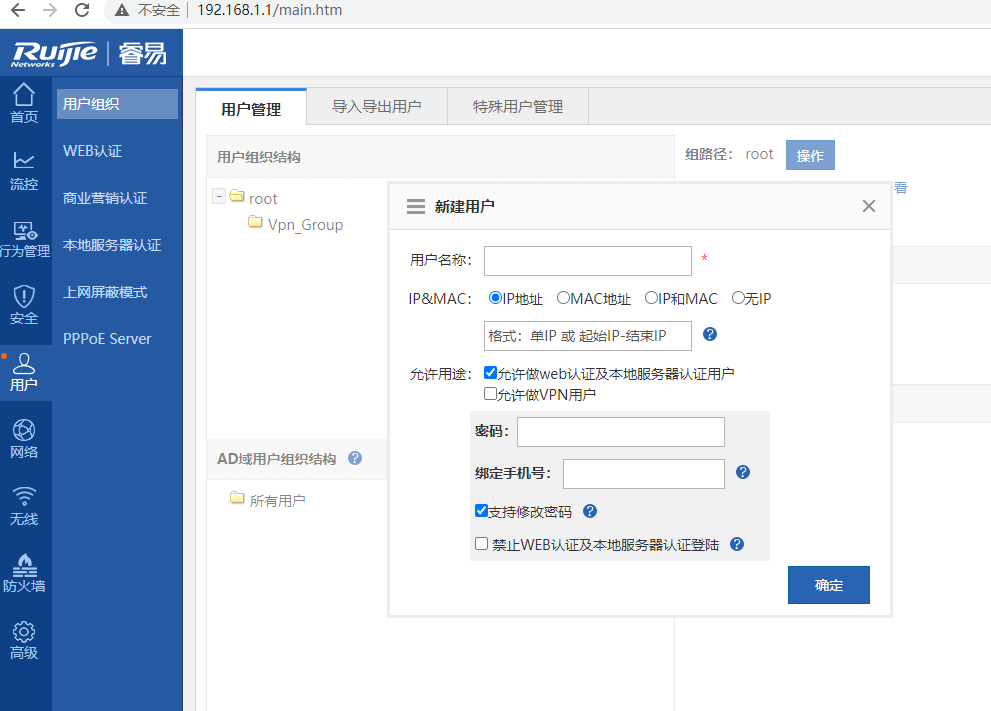 不安全 192.168.1.1/main.htm
Ruijie Networks 睿易
首页
流控
行为管理
安全
用户
网络
无线
防火墙
高级
用户组织
WEB认证
商业营销认证
本地服务器认证
上网屏蔽模式
PPPoE Server
用户管理 导入导出用户 特殊用户管理
用户组织结构
root
Vpn_Group
AD域用户组织结构 ?
所有用户
组路径： root 操作
看
新建用户
用户名称： *
IP&MAC： IP地址 MAC地址 IP和MAC 无IP
格式：单IP 或 起始IP-结束IP ?
允许用途： 允许做web认证及本地服务器认证用户
允许做VPN用户
密码：
绑定手机号： ?
支持修改密码 ?
禁止WEB认证及本地服务器认证登陆 ?
确定